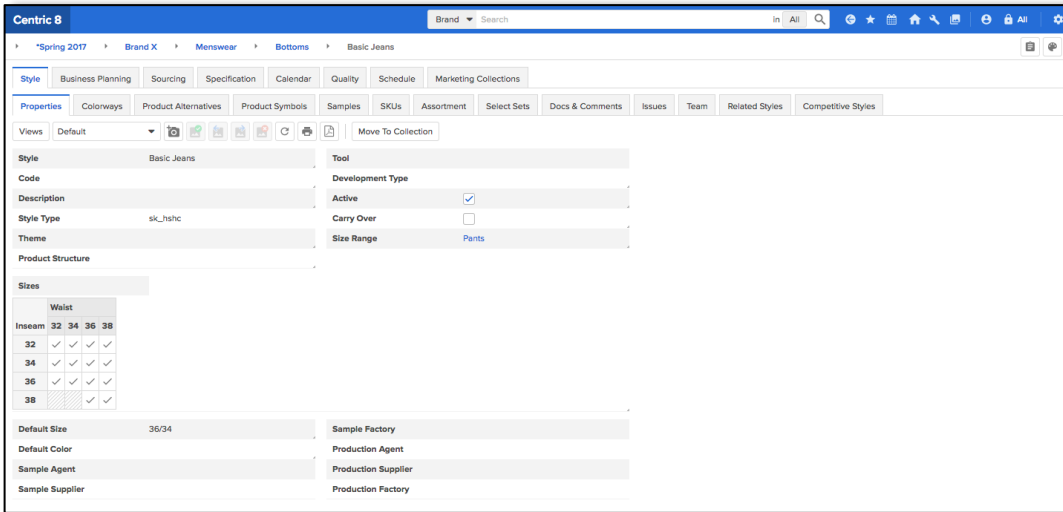 Centric 8 Brand Search in All All
*Spring 2017 Brand X Menswear Bottoms Basic Jeans
Style Business Planning Sourcing Specification Calendar Quality Schedule Marketing Collections
Properties Colorways Product Alternatives Product Symbols Samples SKUs Assortment Select Sets Docs & Comments Issues Team Related Styles Competitive Styles
Views Default Move To Collection
Style Basic Jeans Tool
Code Development Type
Description Active
Style Type sk_hshc Carry Over
Theme Size Range Pants
Product Structure
Sizes
Waist
Inseam 32 34 36 38
32
34
36
38
Default Size 36/34 Sample Factory
Default Color Production Agent
Sample Agent Production Supplier
Sample Supplier Production Factory